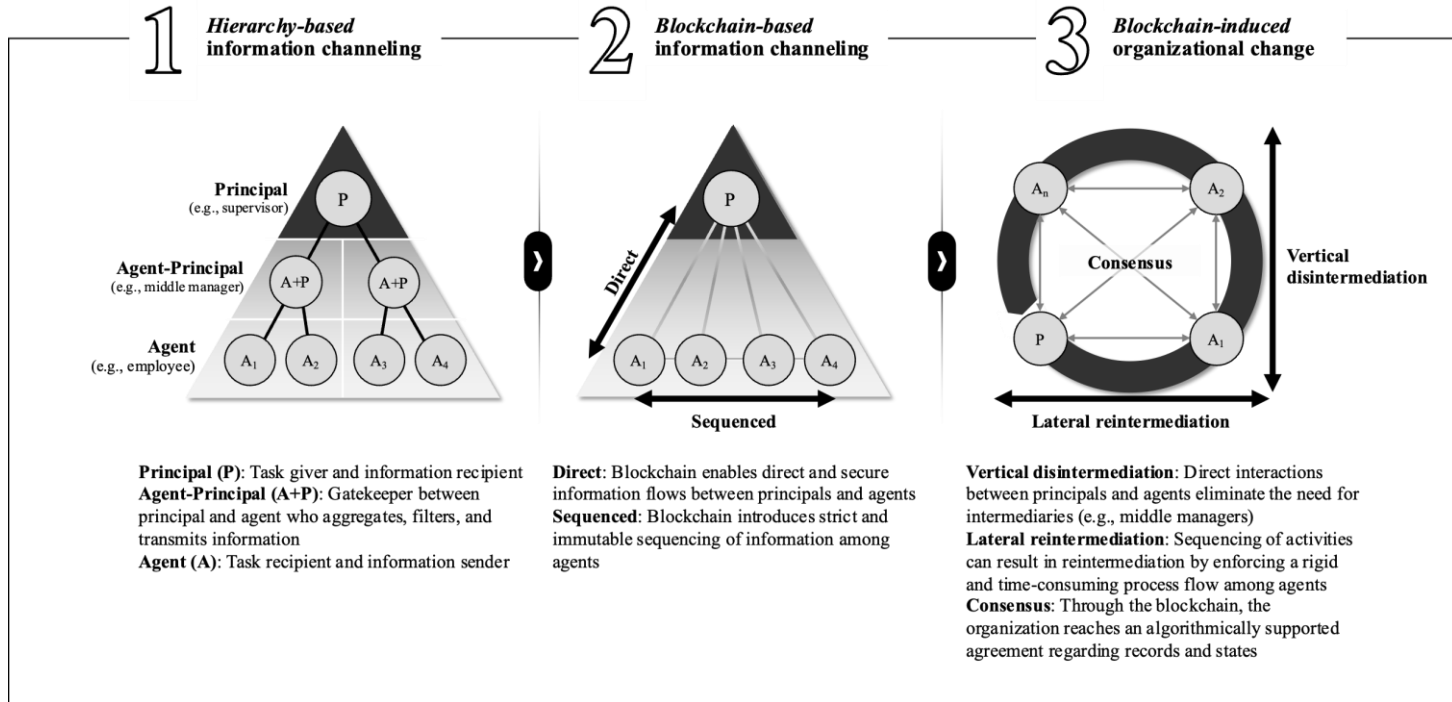 1
Hierarchy-based
information channeling
Principal
(e.g., supervisor)
P
Agent-Principal
(e.g., middle manager)
A+P
A+P
Agent
(e.g., employee)
A₁
A₂
A₃
A₄
Principal (P): Task giver and information recipient
Agent-Principal (A+P): Gatekeeper between
principal and agent who aggregates, filters, and
transmits information
Agent (A): Task recipient and information sender
2
Blockchain-based
information channeling
P
Direct
A₁
A₂
A₃
A₄
Sequenced
Direct: Blockchain enables direct and secure
information flows between principals and agents
Sequenced: Blockchain introduces strict and
immutable sequencing of information among
agents
3
Blockchain-induced
organizational change
Aₙ
A₂
Consensus
P
A₁
Vertical
disintermediation
Lateral reintermediation
Vertical disintermediation: Direct interactions
between principals and agents eliminate the need for
intermediaries (e.g., middle managers)
Lateral reintermediation: Sequencing of activities
can result in reintermediation by enforcing a rigid
and time-consuming process flow among agents
Consensus: Through the blockchain, the
organization reaches an algorithmically supported
agreement regarding records and states